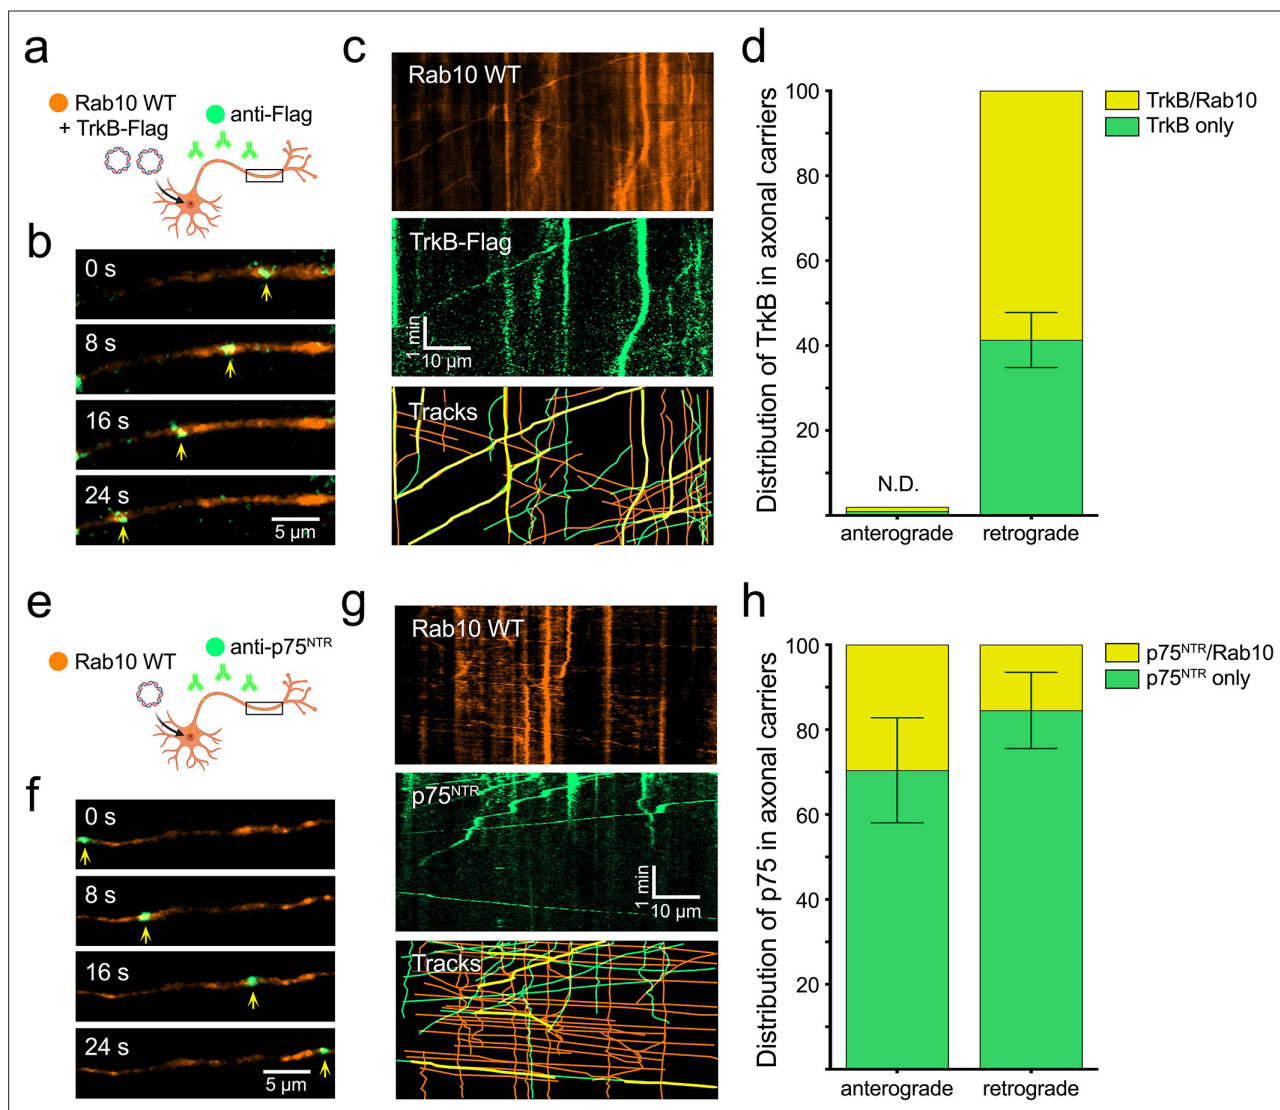 a
Rab10 WT
+ TrkB-Flag
anti-Flag
b
0 s
8 s
16 s
24 s
5 µm
c
Rab10 WT
TrkB-Flag
1 min
10 µm
Tracks
d
Distribution of TrkB in axonal carriers
100
80
60
40
20
N.D.
anterograde
retrograde
TrkB/Rab10
TrkB only
e
Rab10 WT
anti-p75NTR
f
0 s
8 s
16 s
24 s
5 µm
g
Rab10 WT
p75NTR
1 min
10 µm
Tracks
h
Distribution of p75 in axonal carriers
100
80
60
40
20
anterograde
retrograde
p75NTR/Rab10
p75NTR only